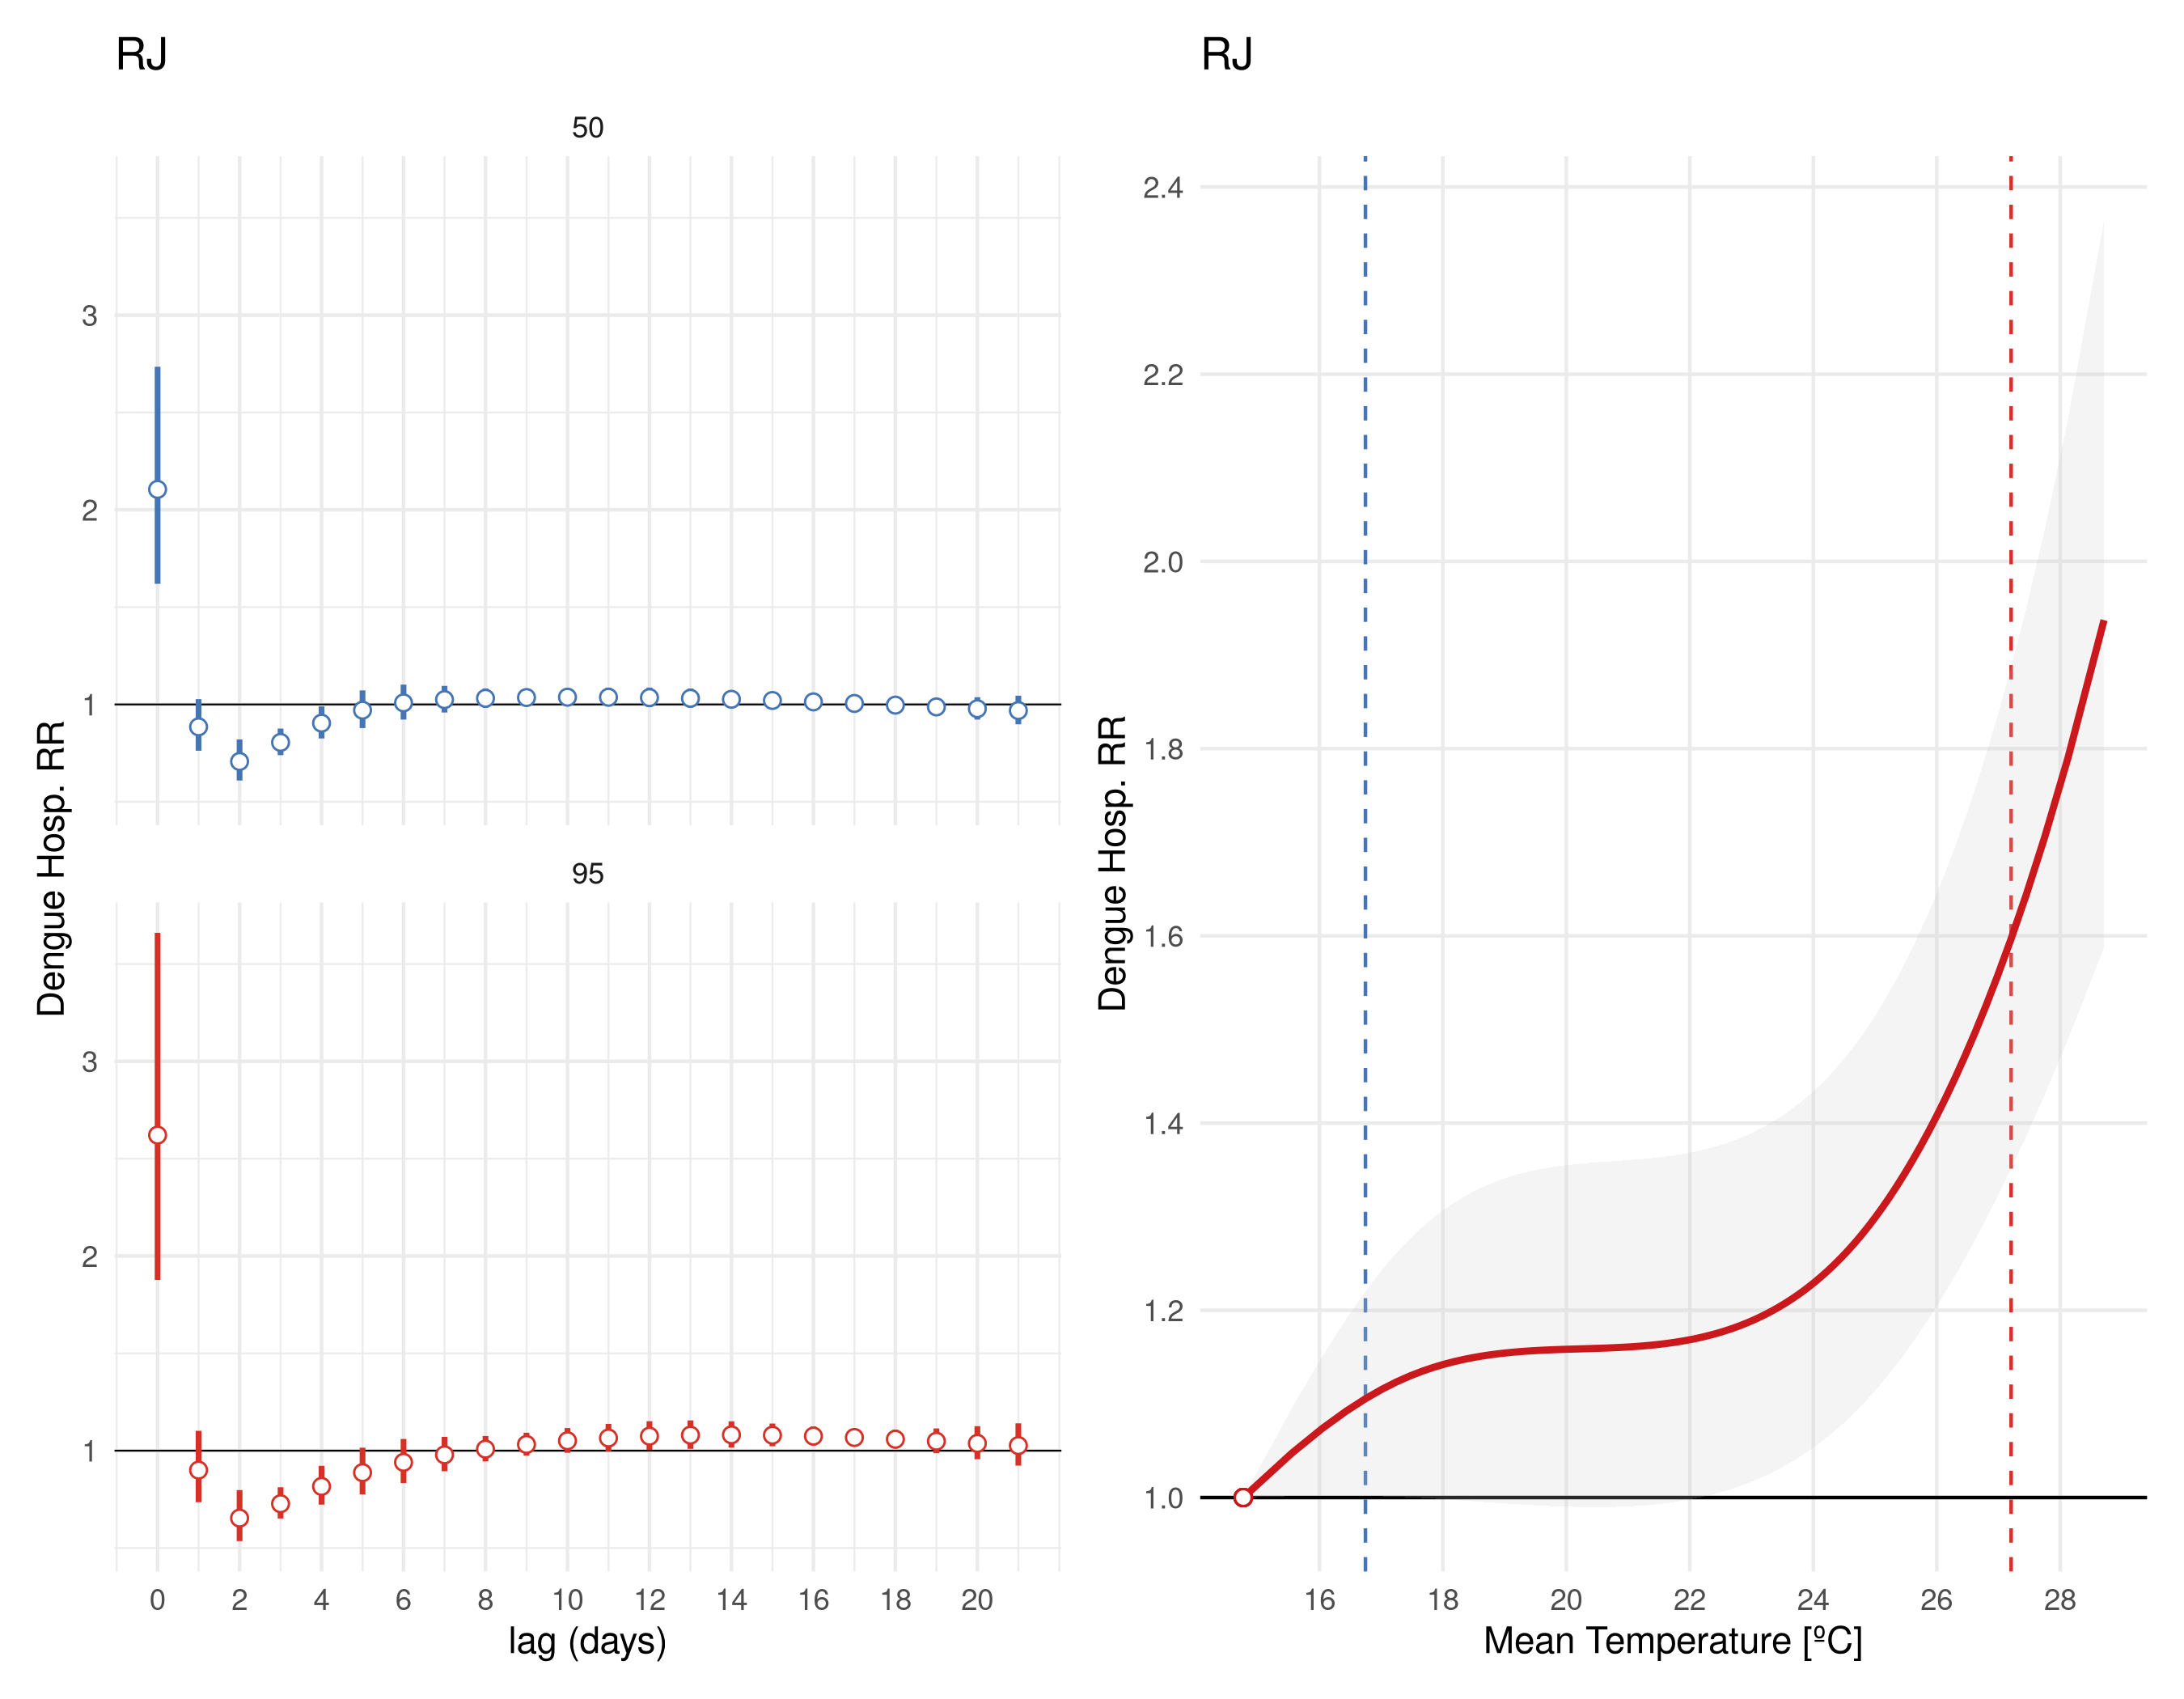 RJ
50
3
2
1
95
3
2
1
0 2 4 6 8 10 12 14 16 18 20
lag (days)
Dengue Hosp. RR
RJ
2.4
2.2
2.0
1.8
1.6
1.4
1.2
1.0
16 18 20 22 24 26 28
Mean Temperature [ºC]
Dengue Hosp. RR